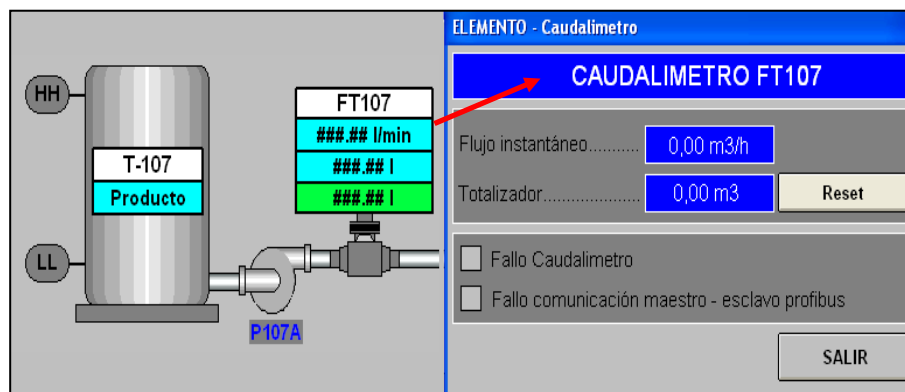 HH
T-107
Producto
LL
P107A
FT107
###.## l/min
###.## l
###.## l
ELEMENTO - Caudalimetro
CAUDALIMETRO FT107
Flujo instantáneo........... 0,00 m3/h
Totalizador...................... 0,00 m3 Reset
Fallo Caudalimetro
Fallo comunicación maestro - esclavo profibus
SALIR